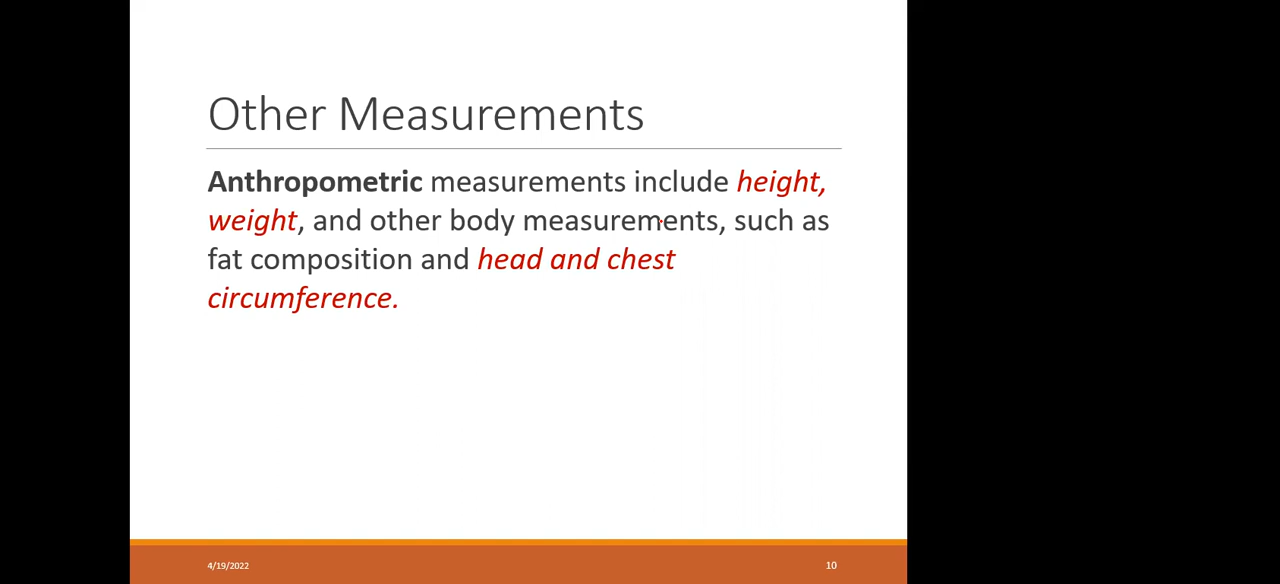 Other Measurements
Anthropometric measurements include height,
weight, and other body measurements, such as
fat composition and head and chest
circumference.
4/19/2022
10